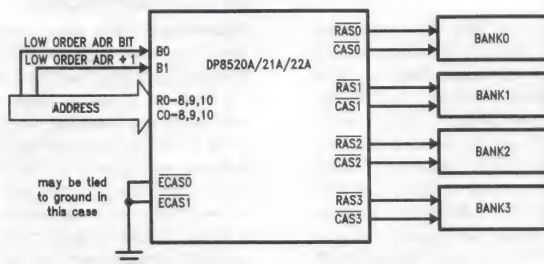 LOW ORDER ADR BIT
LOW ORDER ADR + 1
ADDRESS
B0
B1
R0–8,9,10
C0–8,9,10
DP8520A/21A/22A
ECAS0
ECAS1
may be tied
to ground in
this case
RAS0
CAS0
BANK0
RAS1
CAS1
BANK1
RAS2
CAS2
BANK2
RAS3
CAS3
BANK3